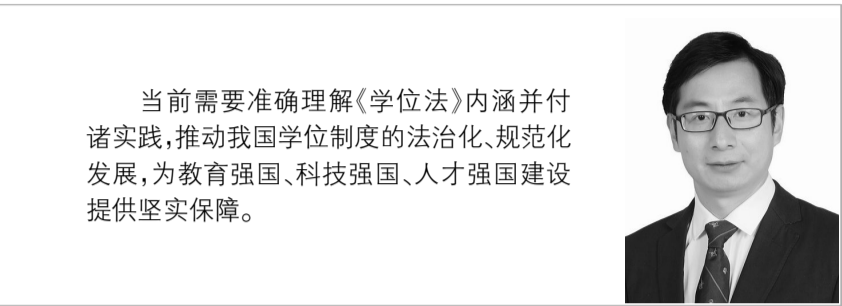 当前需要准确理解《学位法》内涵并付
诸实践,推动我国学位制度的法治化、规范化
发展,为教育强国、科技强国、人才强国建设
提供坚实保障。